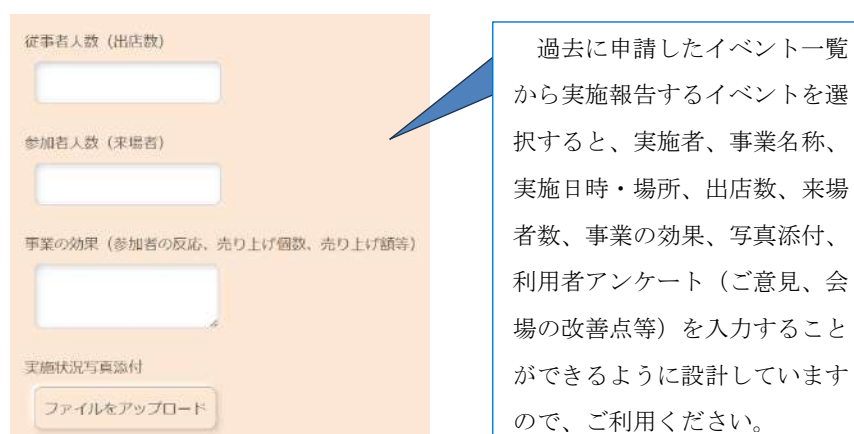 従事者人数（出店数）
参加者人数（来場者）
事業の効果（参加者の反応、売り上げ個数、売り上げ額等）
実施状況写真添付
ファイルをアップロード
過去に申請したイベント一覧
から実施報告するイベントを選
択すると、実施者、事業名称、
実施日時・場所、出店数、来場
者数、事業の効果、写真添付、
利用者アンケート（ご意見、会
場の改善点等）を入力すること
ができるように設計しています
ので、ご利用ください。